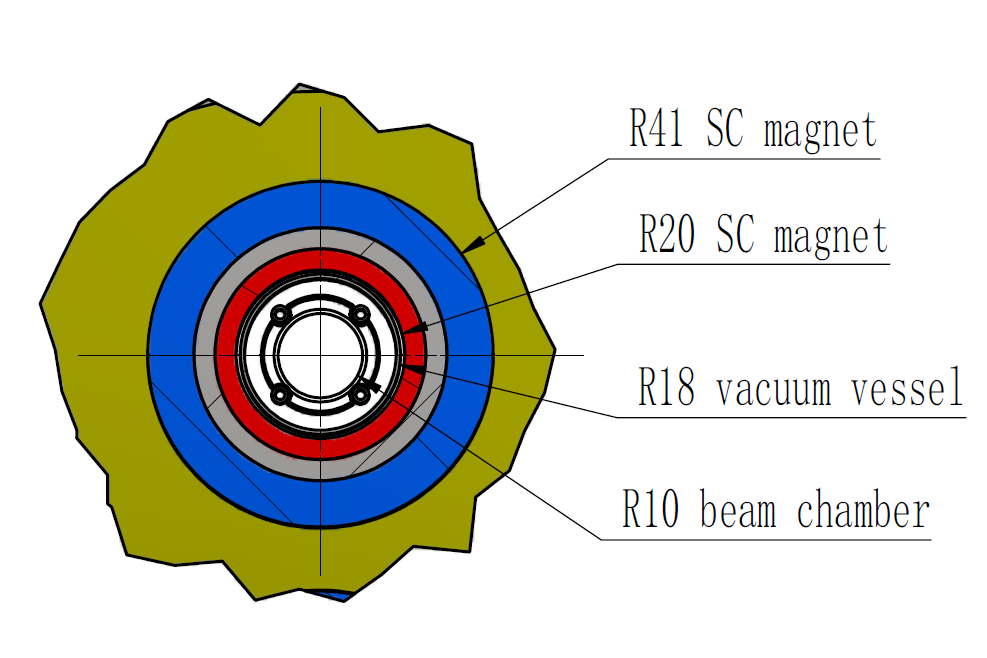 R41 SC magnet
R20 SC magnet
R18 vacuum vessel
R10 beam chamber